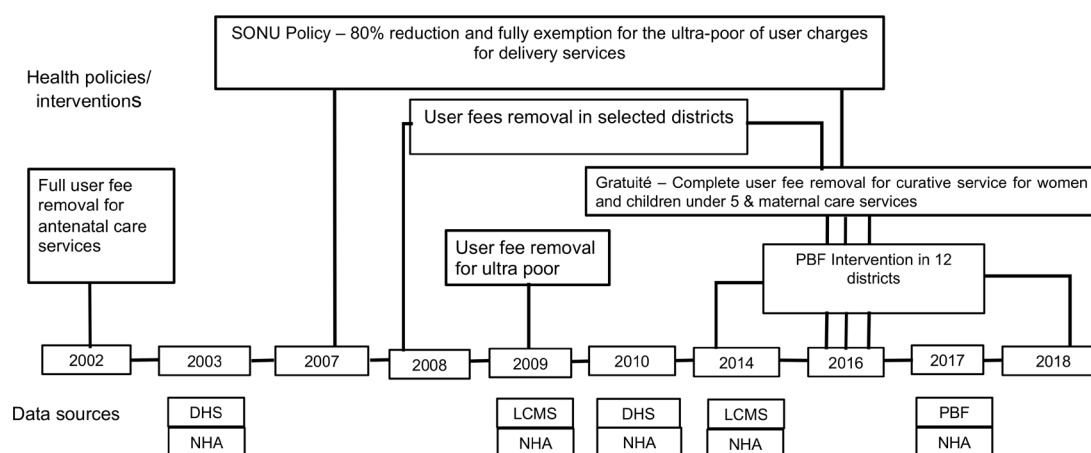 SONU Policy – 80% reduction and fully exemption for the ultra-poor of user charges
for delivery services
Health policies/
interventions
User fees removal in selected districts
Full user fee
removal for
antenatal care
services
Gratuité – Complete user fee removal for curative service for women
and children under 5 & maternal care services
User fee removal
for ultra poor
PBF Intervention in 12
districts
2002 2003 2007 2008 2009 2010 2014 2016 2017 2018
Data sources DHS LCMS DHS LCMS PBF
NHA NHA NHA NHA NHA